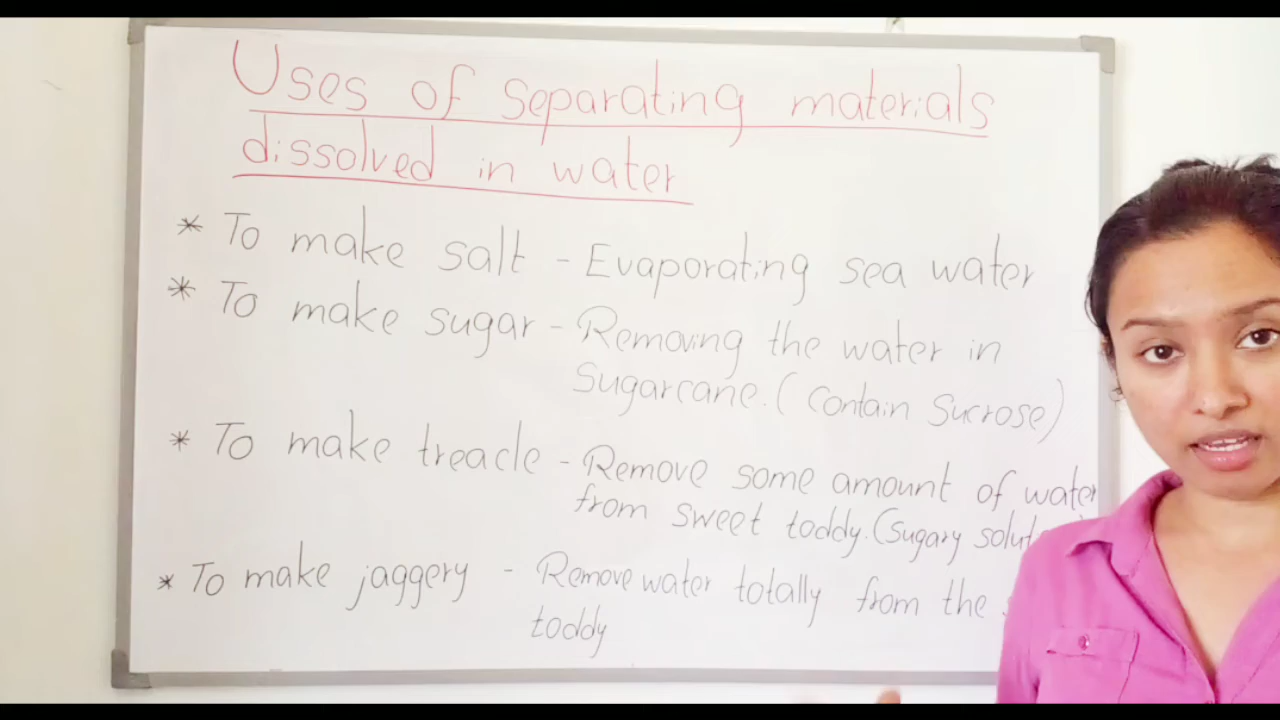 Uses of separating materials
dissolved in water
* To make salt - Evaporating sea water
* To make sugar - Removing the water in
Sugarcane. (Contain Sucrose)
* To make treacle - Remove some amount of water
from sweet toddy. (Sugary
* To make jaggery - Remove water totally from the
toddy